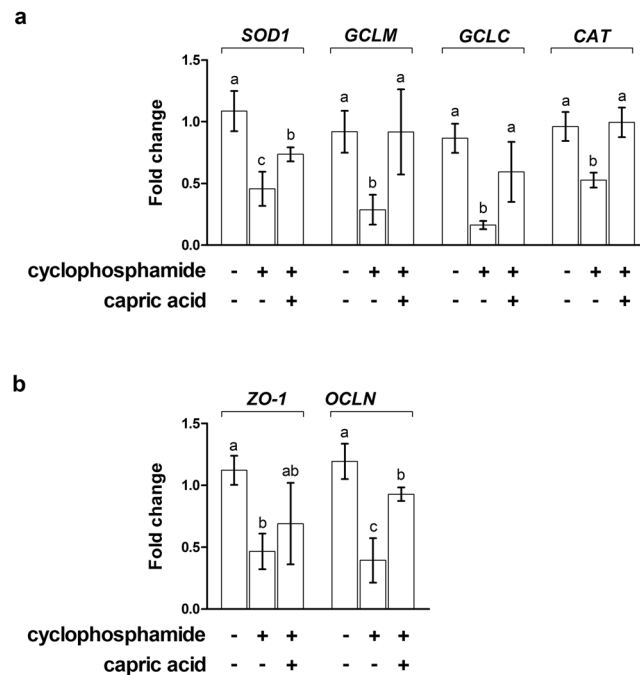 a
SOD1 GCLM GCLC CAT
Fold change
1.5
1.0
0.5
0.0
a c b a b a a b a a b a
cyclophosphamide - + + - + + - + + - + +
capric acid - - + - - + - - + - - +
b
ZO-1 OCLN
Fold change
1.5
1.0
0.5
0.0
a b ab a c b
cyclophosphamide - + + - + +
capric acid - - + - - +